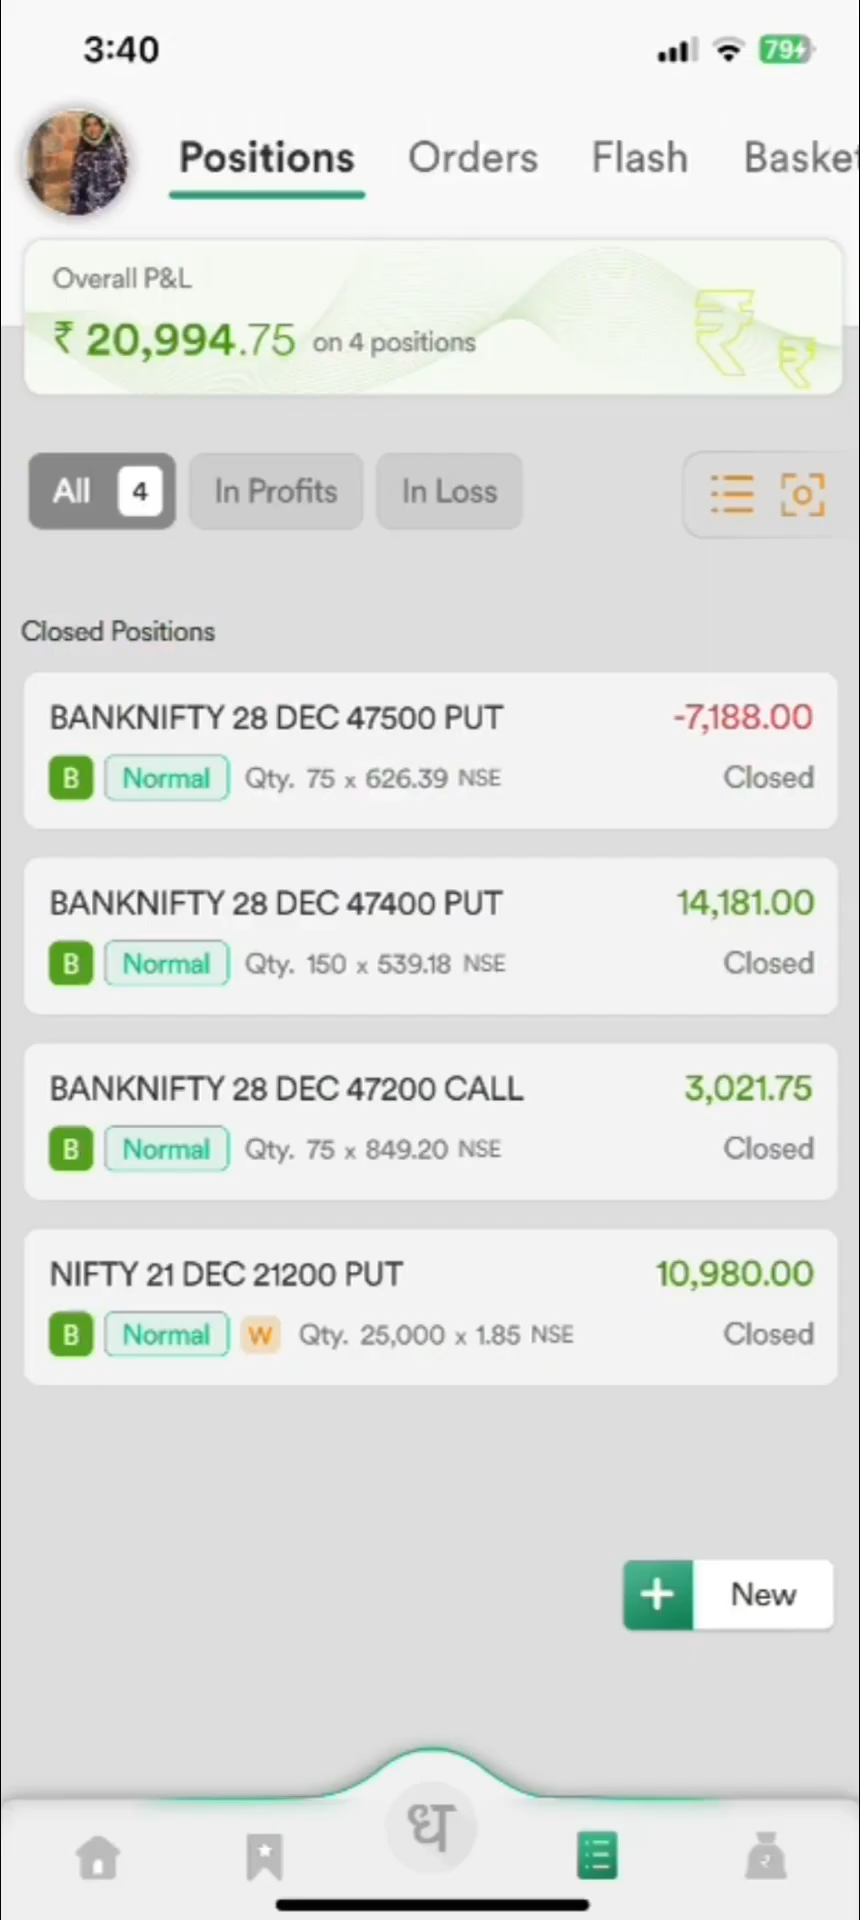 3:40
79
Positions Orders Flash Basket
Overall P&L
₹ 20,994.75 on 4 positions
All 4 In Profits In Loss
Closed Positions
BANKNIFTY 28 DEC 47500 PUT -7,188.00
B Normal Qty. 75 x 626.39 NSE Closed
BANKNIFTY 28 DEC 47400 PUT 14,181.00
B Normal Qty. 150 x 539.18 NSE Closed
BANKNIFTY 28 DEC 47200 CALL 3,021.75
B Normal Qty. 75 x 849.20 NSE Closed
NIFTY 21 DEC 21200 PUT 10,980.00
B Normal W Qty. 25,000 x 1.85 NSE Closed
+ New
ध